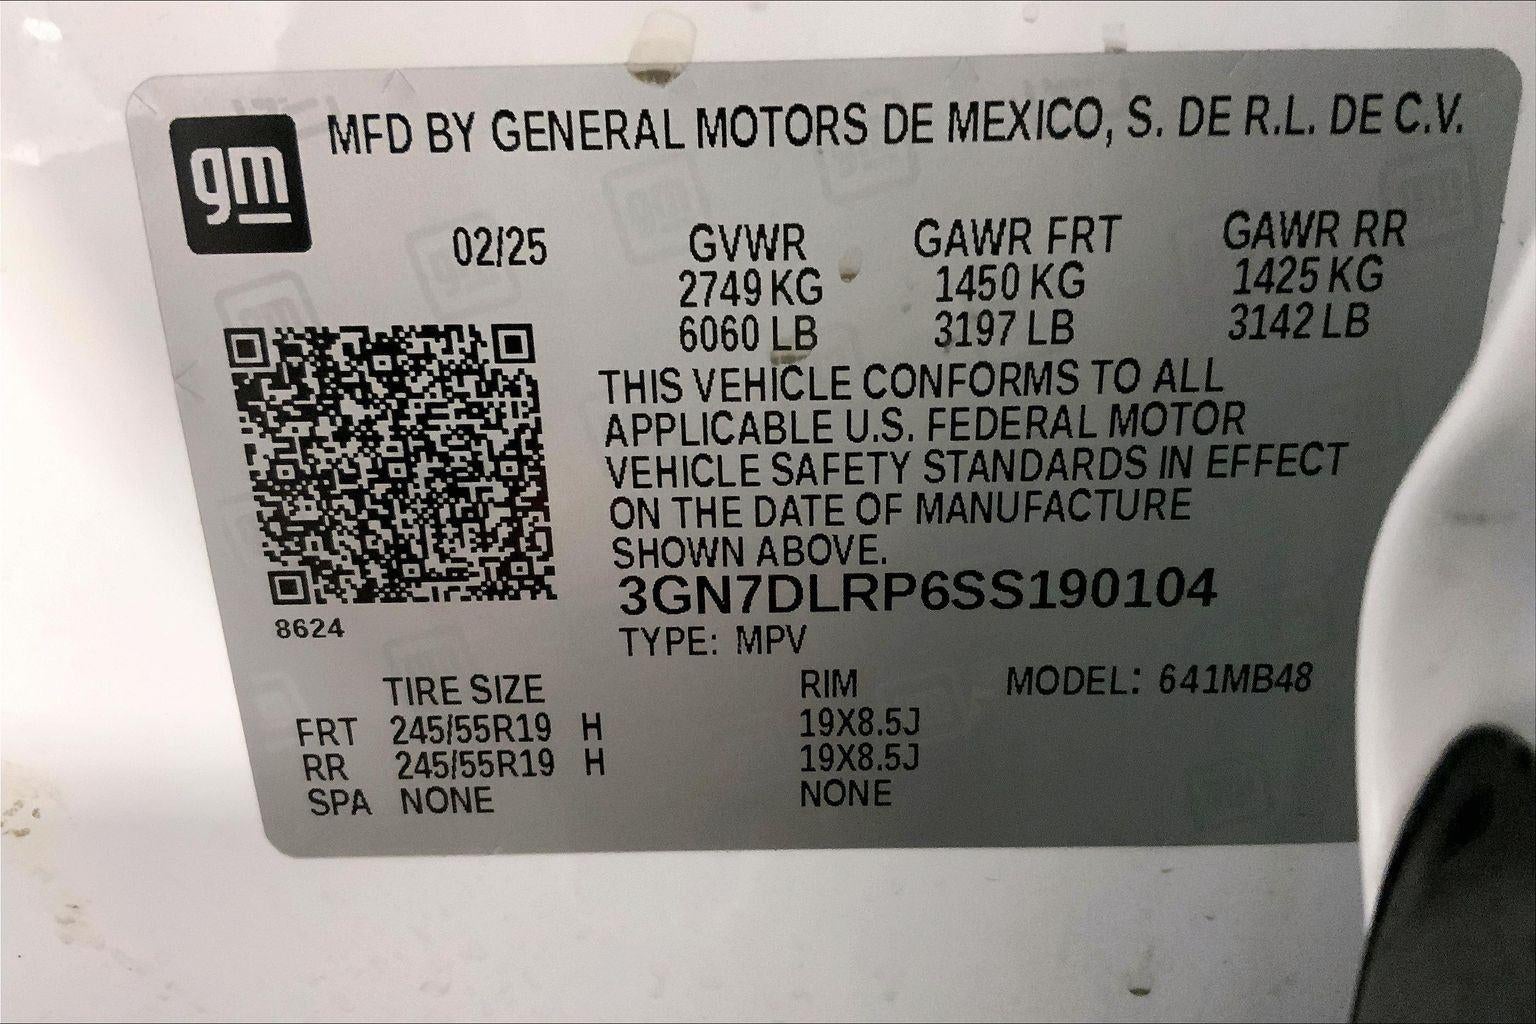 gm
MFD BY GENERAL MOTORS DE MEXICO, S. DE R.L. DE C.V.
02/25 GVWR GAWR FRT GAWR RR
2749 KG 1450 KG 1425 KG
6060 LB 3197 LB 3142 LB
THIS VEHICLE CONFORMS TO ALL
APPLICABLE U.S. FEDERAL MOTOR
VEHICLE SAFETY STANDARDS IN EFFECT
ON THE DATE OF MANUFACTURE
SHOWN ABOVE.
3GN7DLRP6SS190104
8624
TYPE: MPV
TIRE SIZE RIM MODEL: 641MB48
FRT 245/55R19 H 19X8.5J
RR 245/55R19 H 19X8.5J
SPA NONE NONE